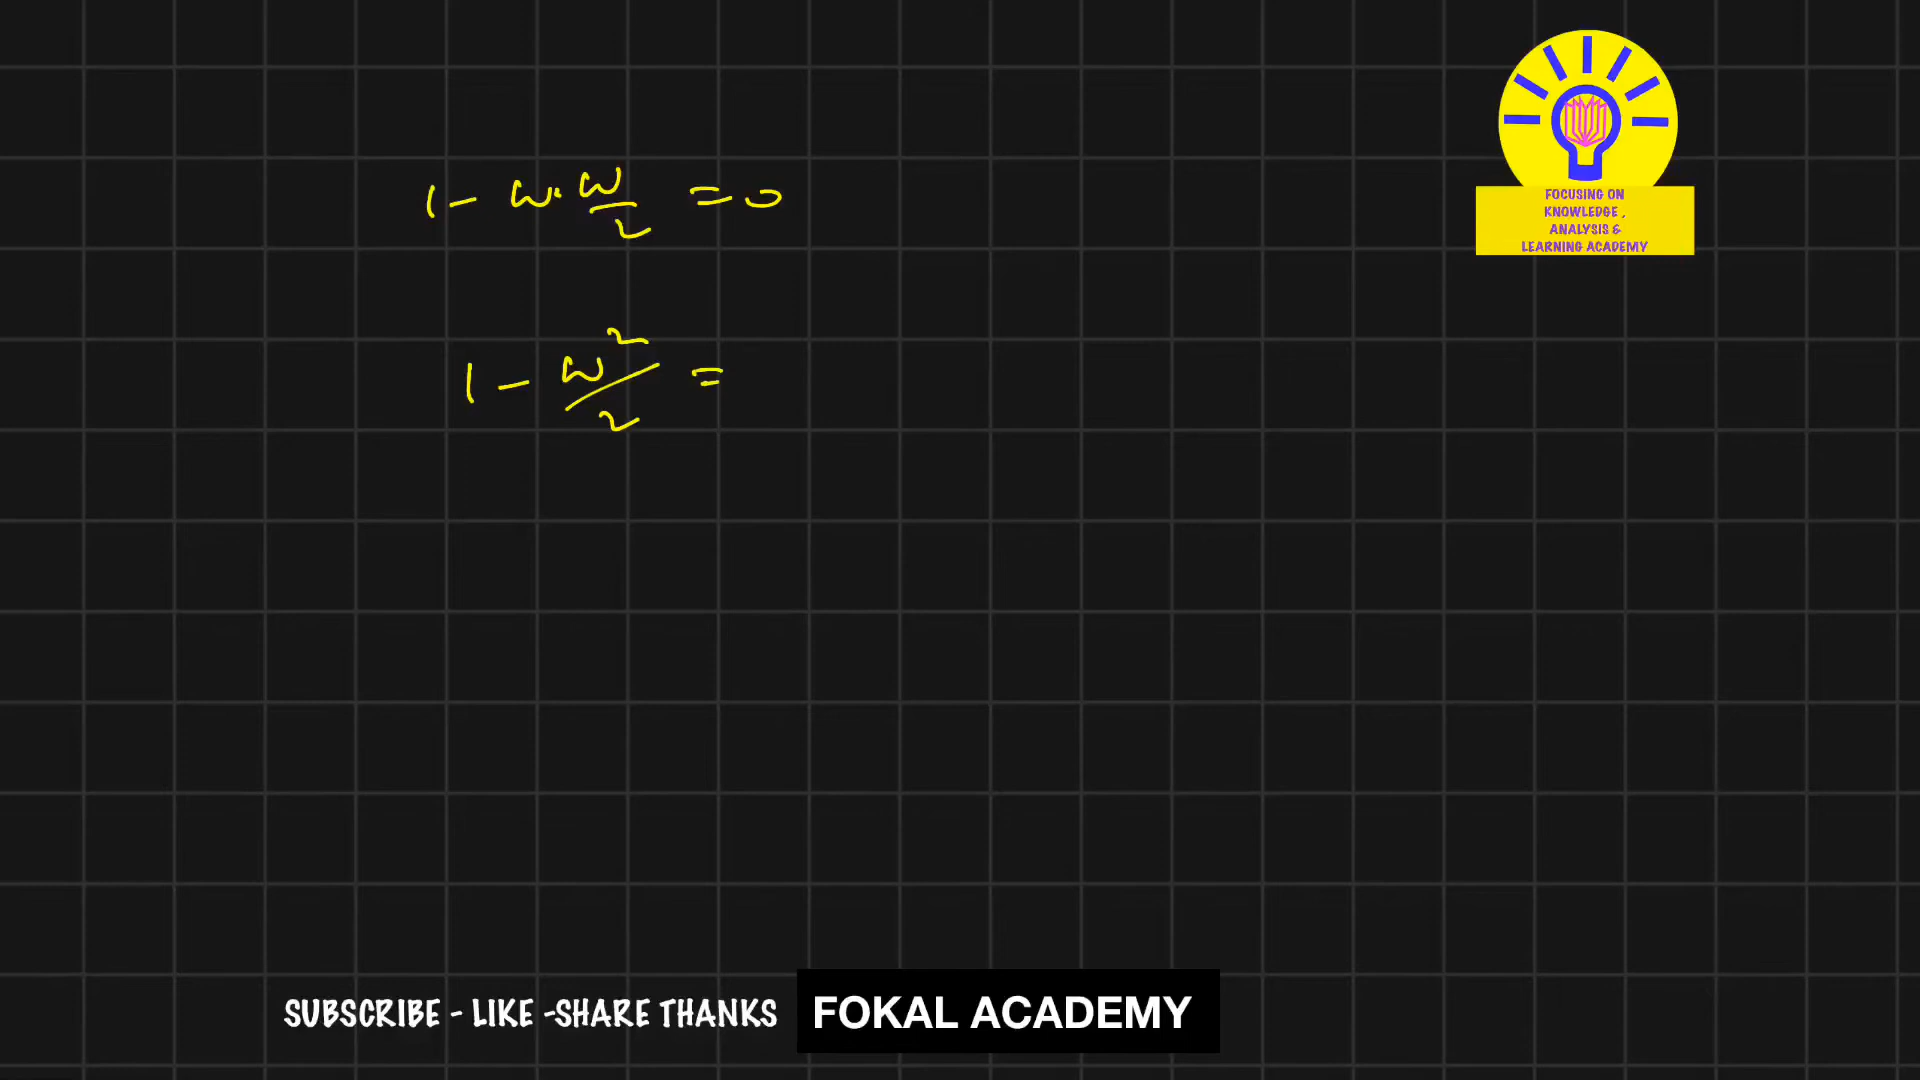 1 - ω·ω/2 = 0
1 - ω²/2 =
FOCUSING ON
KNOWLEDGE ,
ANALYSIS &
LEARNING ACADEMY
SUBSCRIBE - LIKE -SHARE THANKS
FOKAL ACADEMY